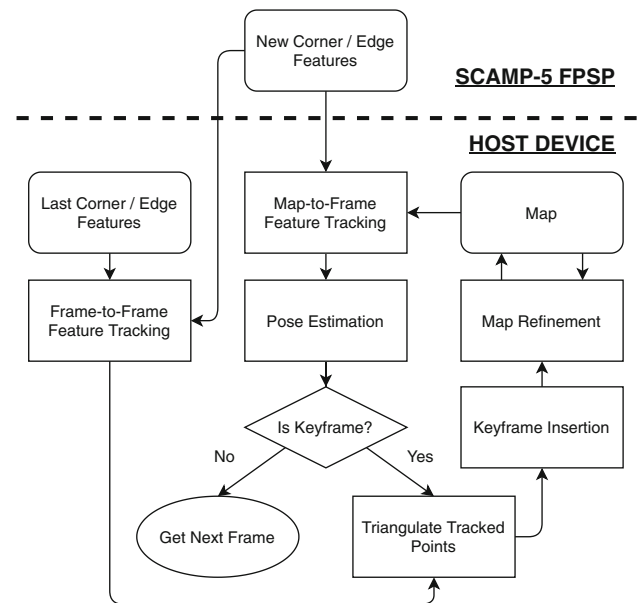 New Corner / Edge
Features
SCAMP-5 FPSP
HOST DEVICE
Last Corner / Edge
Features
Map-to-Frame
Feature Tracking
Map
Frame-to-Frame
Feature Tracking
Pose Estimation
Map Refinement
Is Keyframe?
Keyframe Insertion
No
Yes
Get Next Frame
Triangulate Tracked
Points